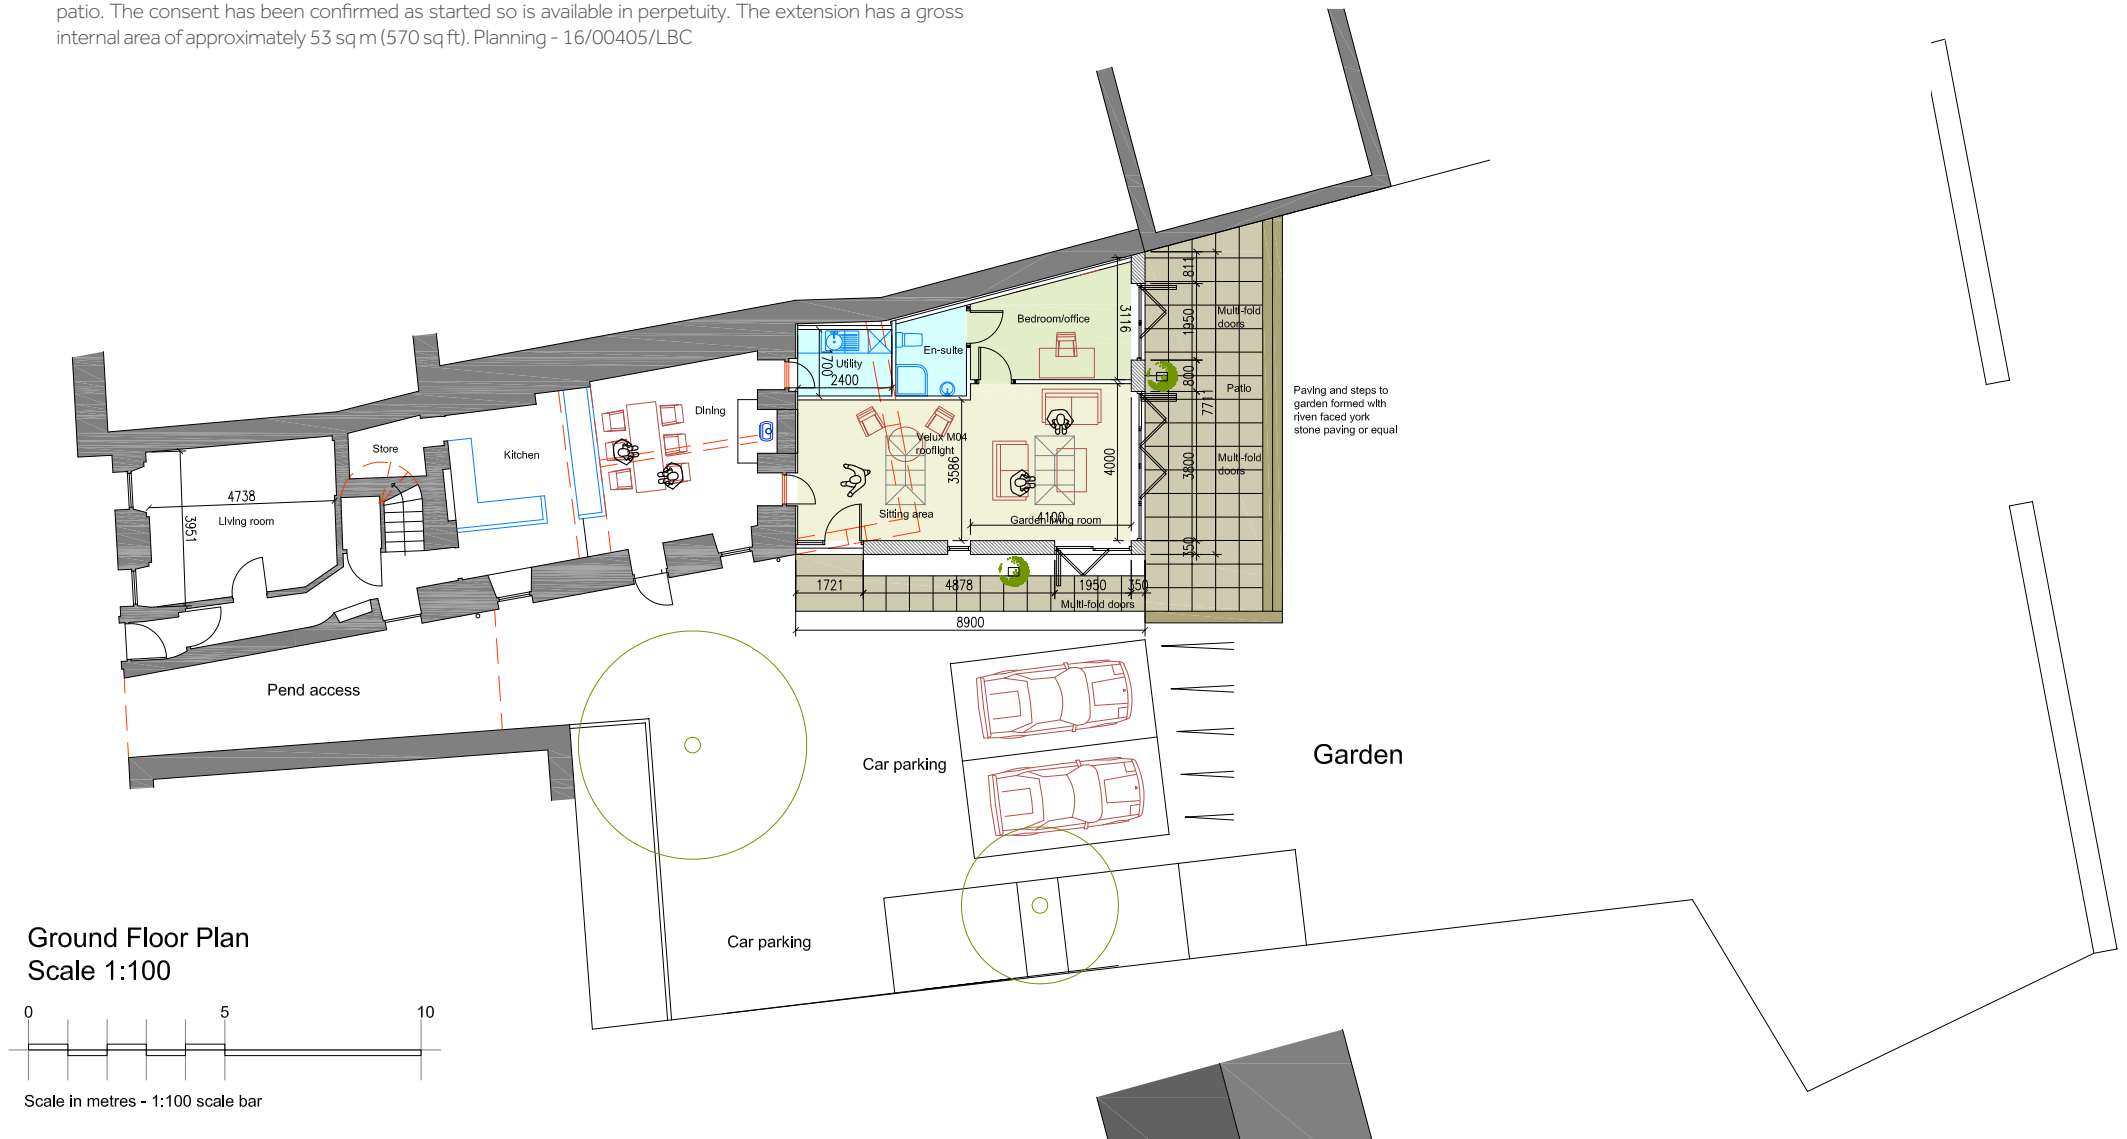 patio. The consent has been confirmed as started so is available in perpetuity. The extension has a gross
internal area of approximately 53 sq m (570 sq ft). Planning - 16/00405/LBC
811
3116
1950
Multi-fold
doors
Bedroom/office
En-suite
Utility
1700
2400
800
Patio
771
Paving and steps to
garden formed with
riven faced york
stone paving or equal
Dining
Store
Kitchen
Velux M04
rooflight
3586
4000
3800
Multi-fold
doors
4738
Living room
3951
Sitting area
4100
Garden living room
350
1721
4878
1950
350
Multi-fold doors
8900
Pend access
Car parking
Garden
Car parking
Ground Floor Plan
Scale 1:100
0
5
10
Scale in metres - 1:100 scale bar